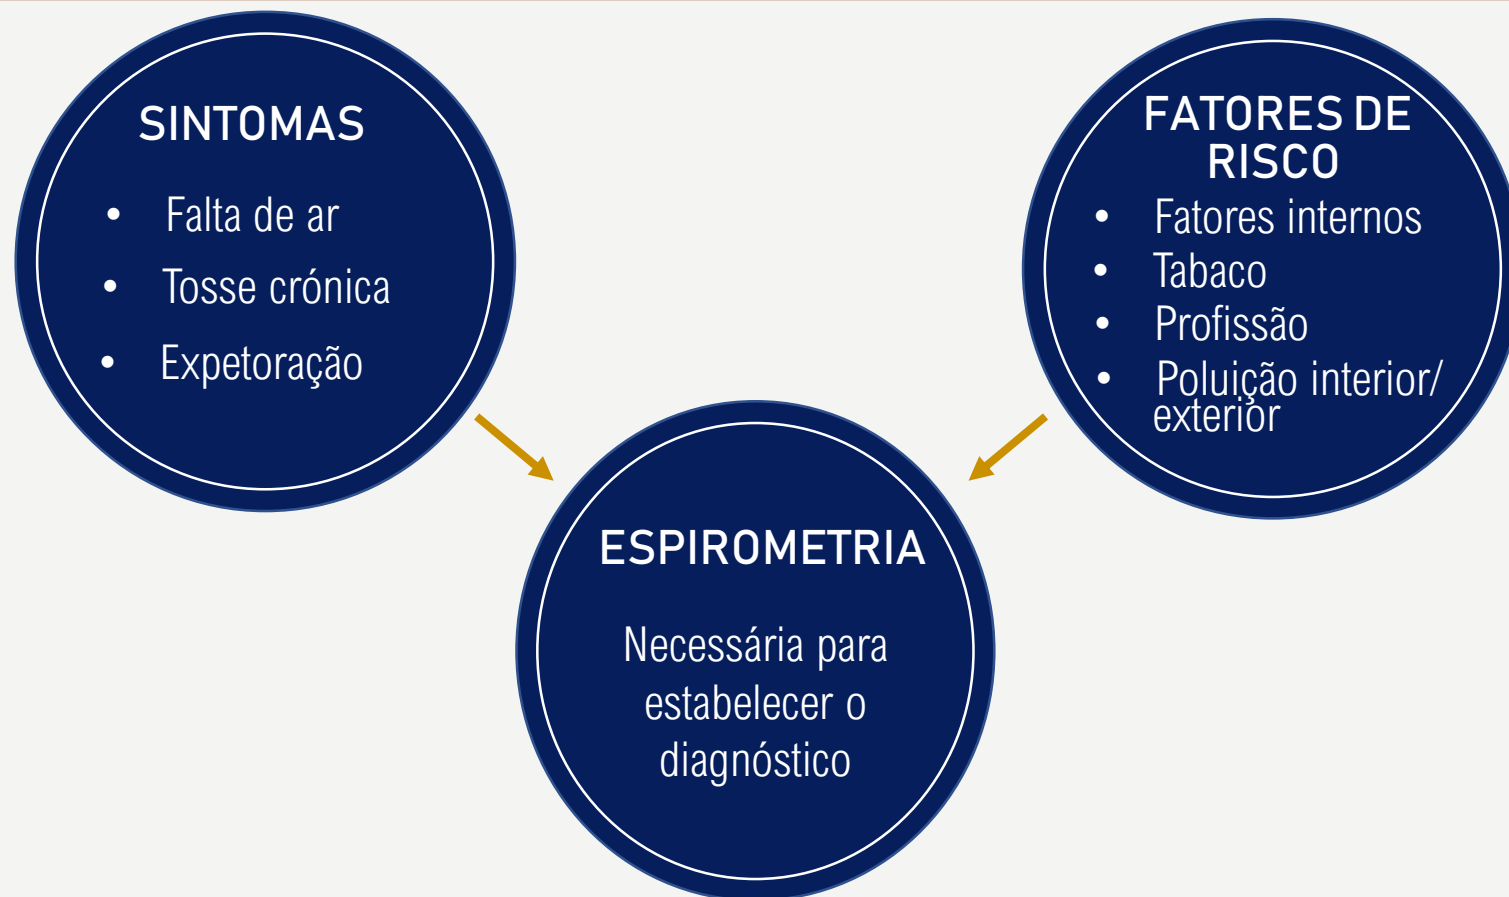 SINTOMAS
• Falta de ar
• Tosse crónica
• Expetoração
FATORES DE
RISCO
• Fatores internos
• Tabaco
• Profissão
• Poluição interior/
exterior
ESPIROMETRIA
Necessária para
estabelecer o
diagnóstico